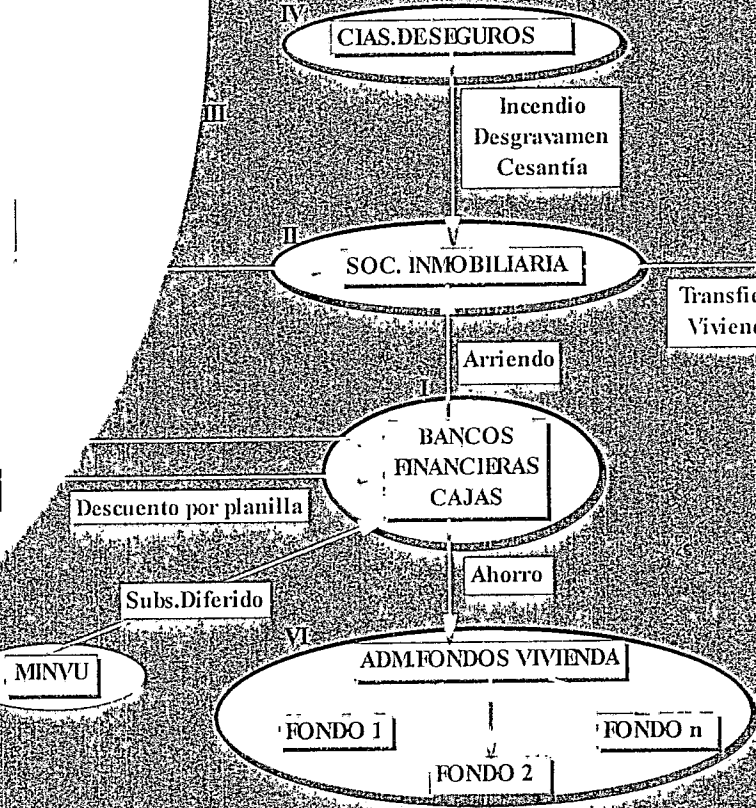 IV
CIAS.DE SEGUROS
III
Incendio
Desgravamen
Cesantía
II
SOC. INMOBILIARIA
Arriendo
I
BANCOS
FINANCIERAS
CAJAS
Descuento por planilla
Ahorro
Subs.Diferido
MINVU
VI
ADM.FONDOS VIVIENDA
FONDO 1
FONDO n
FONDO 2